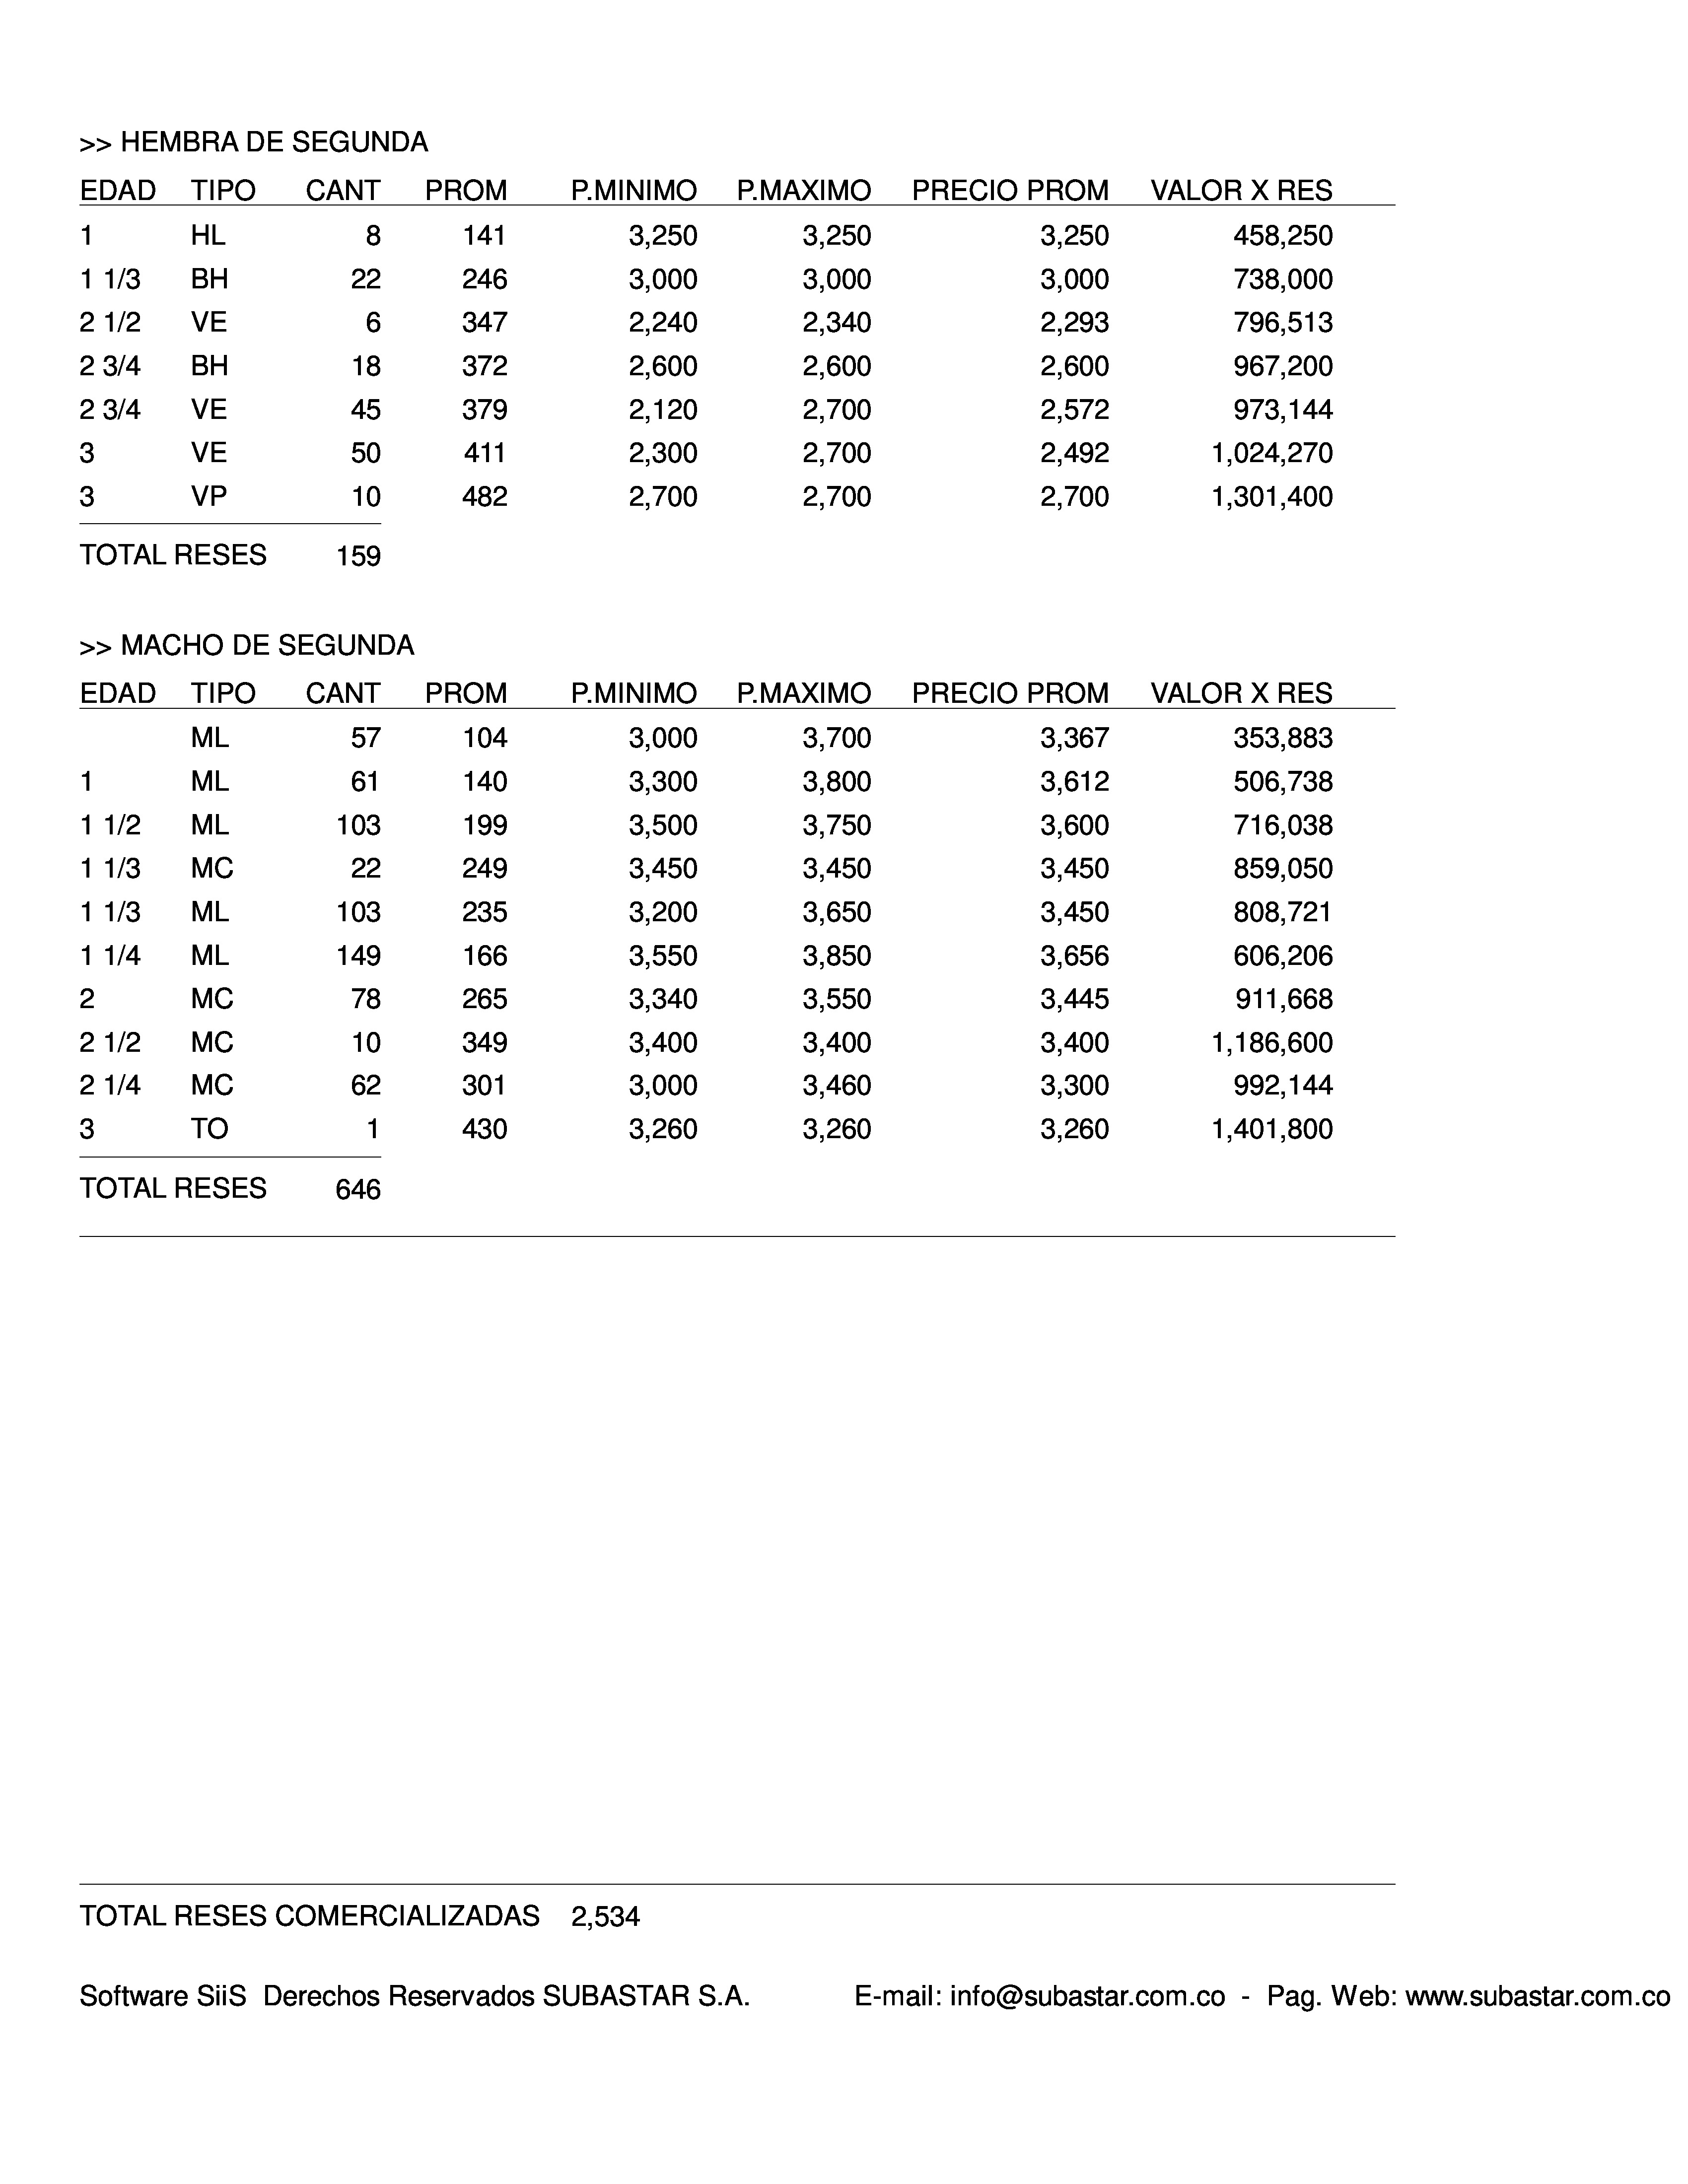 >> HEMBRA DE SEGUNDA
EDAD TIPO CANT PROM P.MINIMO P.MAXIMO PRECIO PROM VALOR X RES
1 HL 8 141 3,250 3,250 3,250 458,250
1 1/3 BH 22 246 3,000 3,000 3,000 738,000
2 1/2 VE 6 347 2,240 2,340 2,293 796,513
2 3/4 BH 18 372 2,600 2,600 2,600 967,200
2 3/4 VE 45 379 2,120 2,700 2,572 973,144
3 VE 50 411 2,300 2,700 2,492 1,024,270
3 VP 10 482 2,700 2,700 2,700 1,301,400
TOTAL RESES 159
>> MACHO DE SEGUNDA
EDAD TIPO CANT PROM P.MINIMO P.MAXIMO PRECIO PROM VALOR X RES
ML 57 104 3,000 3,700 3,367 353,883
1 ML 61 140 3,300 3,800 3,612 506,738
1 1/2 ML 103 199 3,500 3,750 3,600 716,038
1 1/3 MC 22 249 3,450 3,450 3,450 859,050
1 1/3 ML 103 235 3,200 3,650 3,450 808,721
1 1/4 ML 149 166 3,550 3,850 3,656 606,206
2 MC 78 265 3,340 3,550 3,445 911,668
2 1/2 MC 10 349 3,400 3,400 3,400 1,186,600
2 1/4 MC 62 301 3,000 3,460 3,300 992,144
3 TO 1 430 3,260 3,260 3,260 1,401,800
TOTAL RESES 646
TOTAL RESES COMERCIALIZADAS 2,534
Software SiiS Derechos Reservados SUBASTAR S.A. E-mail: info@subastar.com.co - Pag. Web: www.subastar.com.co